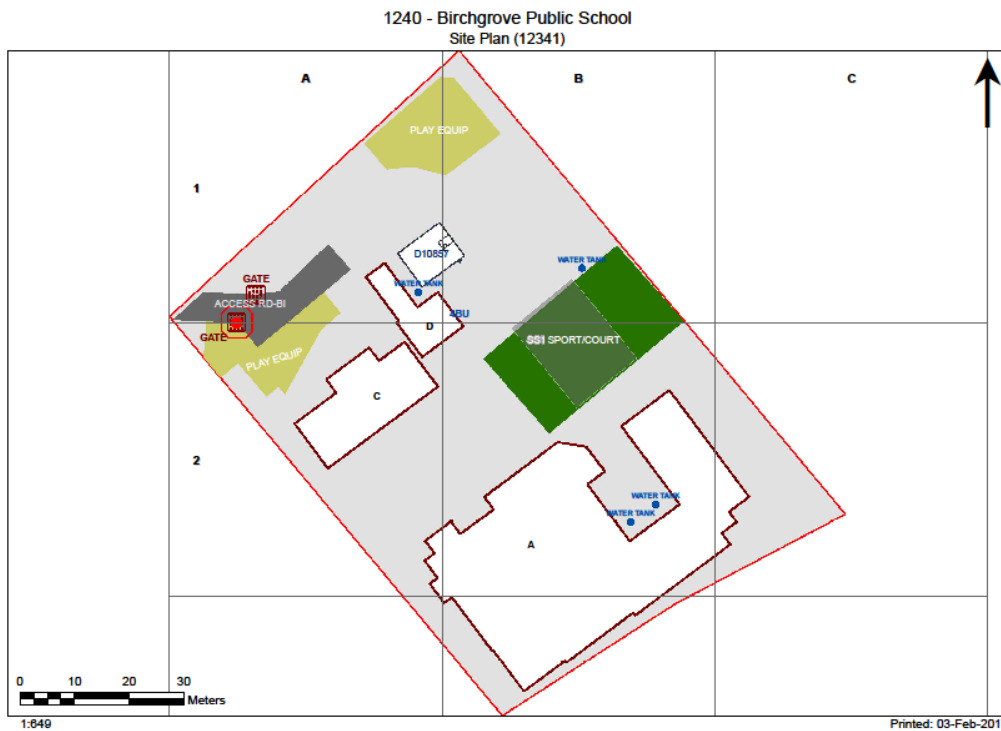 1240 - Birchgrove Public School
Site Plan (12341)
A
B
C
PLAY EQUIP
1
D10857
WATER TANK
GATE
WATER TANK
ACCESS RD-BI
4BU
D
GATE
SS1 SPORT/COURT
PLAY EQUIP
C
2
WATER TANK
WATER TANK
A
0 10 20 30
Meters
1:649
Printed: 03-Feb-201